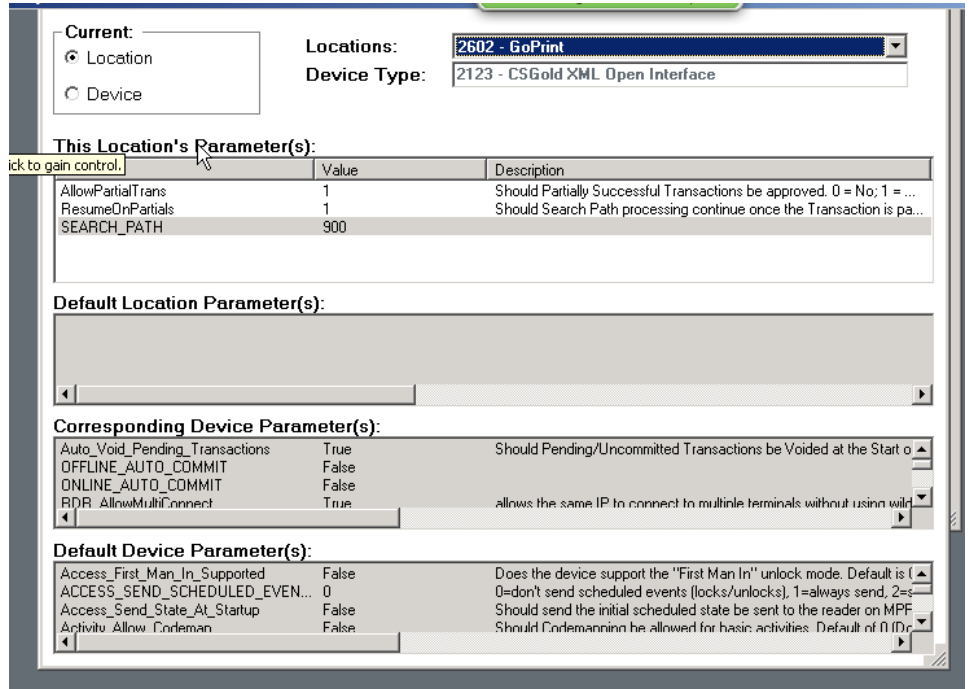 Current:
Location
Device
Locations: 2602 - GoPrint
Device Type: 2123 - CSGold XML Open Interface
This Location's Parameter(s):
ick to gain control.
Value Description
AllowPartialTrans 1 Should Partially Successful Transactions be approved. 0 = No; 1 = ...
ResumeOnPartials 1 Should Search Path processing continue once the Transaction is pa...
SEARCH_PATH 900
Default Location Parameter(s):
Corresponding Device Parameter(s):
Auto_Void_Pending_Transactions True Should Pending/Uncommitted Transactions be Voided at the Start o
OFFLINE_AUTO_COMMIT False
ONLINE_AUTO_COMMIT False
RDR_AllowMultiConnect True allows the same IP to connect to multiple terminals without using wild
Default Device Parameter(s):
Access_First_Man_In_Supported False Does the device support the "First Man In" unlock mode. Default is
ACCESS_SEND_SCHEDULED_EVEN... 0 0=don't send scheduled events (locks/unlocks), 1=always send, 2=s
Access_Send_State_At_Startup False Should send the initial scheduled state be sent to the reader on MPF
Activity_Allow_Codemap False Should Codemapping be allowed for basic activities. Default of 0 (Do